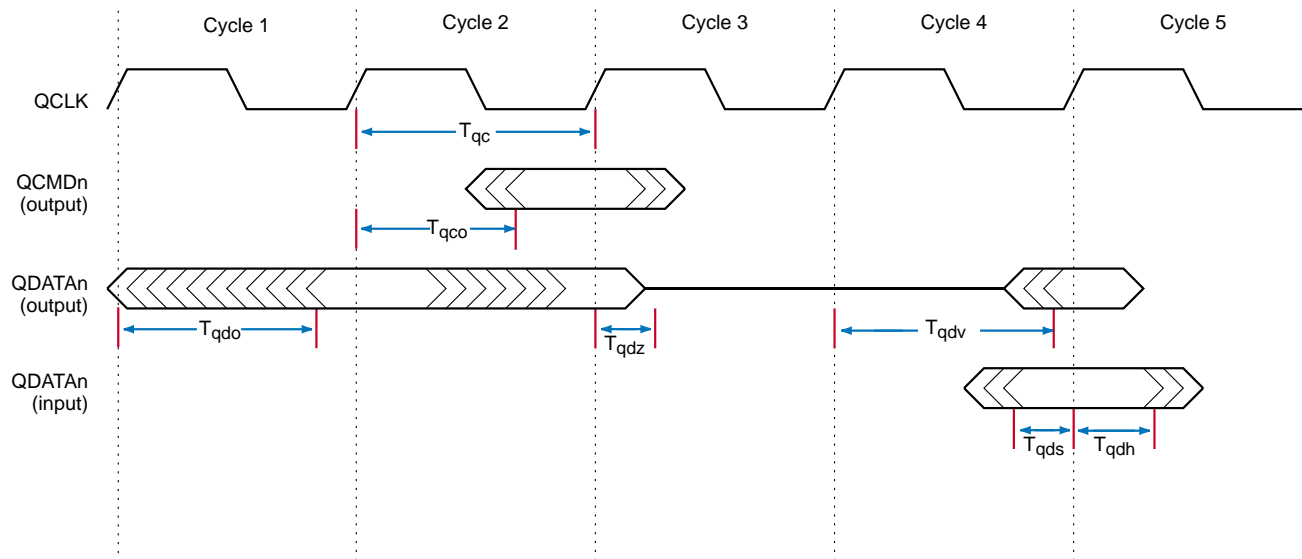 Cycle 1
Cycle 2
Cycle 3
Cycle 4
Cycle 5
QCLK
Tqc
QCMDn
(output)
Tqco
QDATAn
(output)
Tqdo
Tqdz
Tqdv
QDATAn
(input)
Tqds
Tqdh